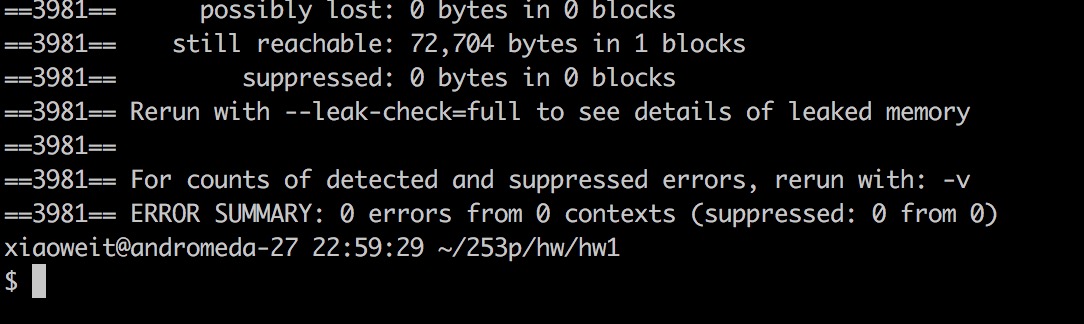 ==3981==      possibly lost: 0 bytes in 0 blocks
==3981==    still reachable: 72,704 bytes in 1 blocks
==3981==         suppressed: 0 bytes in 0 blocks
==3981== Rerun with --leak-check=full to see details of leaked memory
==3981==
==3981== For counts of detected and suppressed errors, rerun with: -v
==3981== ERROR SUMMARY: 0 errors from 0 contexts (suppressed: 0 from 0)
xiaoweit@andromeda-27 22:59:29 ~/253p/hw/hw1
$